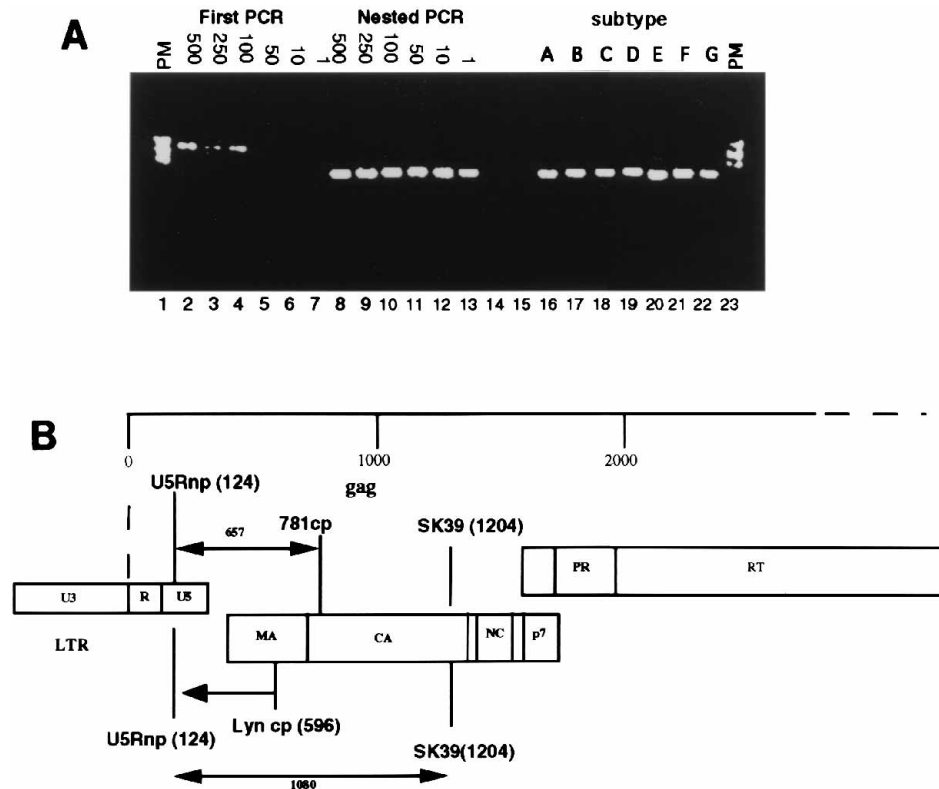 A
First PCR Nested PCR subtype
PM 500 250 100 50 10 1 500 250 100 50 10 1 A B C D E F G PM
1 2 3 4 5 6 7 8 9 10 11 12 13 14 15 16 17 18 19 20 21 22 23
B
0 1000 2000
gag
U5Rnp (124)
657
781cp
SK39 (1204)
PR RT
U3 R U5
LTR
MA CA NC p7
Lyn cp (596)
U5Rnp (124)
SK39(1204)
1080